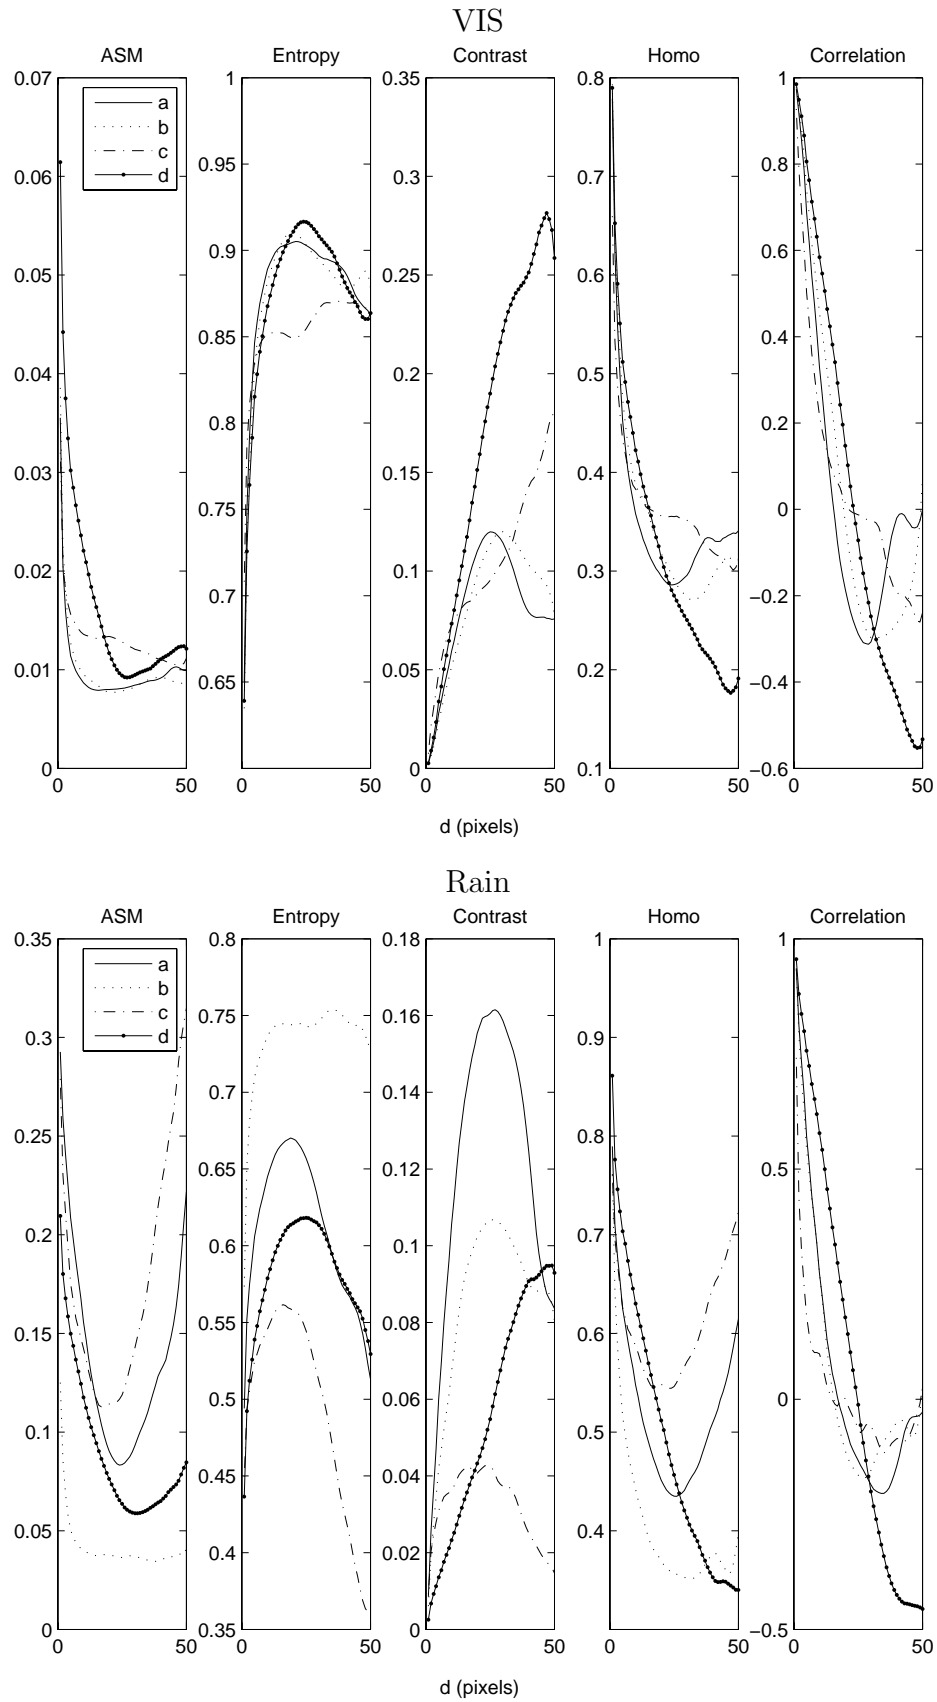 VIS
ASM Entropy Contrast Homo Correlation
0.07 1 0.35 0.8 1
a
b
c
d
0.06 0.95 0.3 0.7 0.8
0.05 0.9 0.25 0.6 0.6
0.04 0.85 0.2 0.5 0.4
0.03 0.8 0.15 0.4 0.2
0.02 0.75 0.1 0.3 0
0.01 0.7 0.05 0.2 −0.2
0 0.65 0 0.1 −0.4
−0.6
0 50 0 50 0 50 0 50 0 50
d (pixels)
Rain
ASM Entropy Contrast Homo Correlation
0.35 0.8 0.18 1 1
a
b
c
d
0.3 0.75 0.16 0.9 0.5
0.25 0.7 0.14 0.8 0
0.2 0.65 0.12 0.7 −0.5
0.15 0.6 0.1 0.6
0.1 0.55 0.08 0.5
0.05 0.5 0.06 0.4
0 0.45 0.04
0.4 0.02
0.35 0
0 50 0 50 0 50 0 50 0 50
d (pixels)